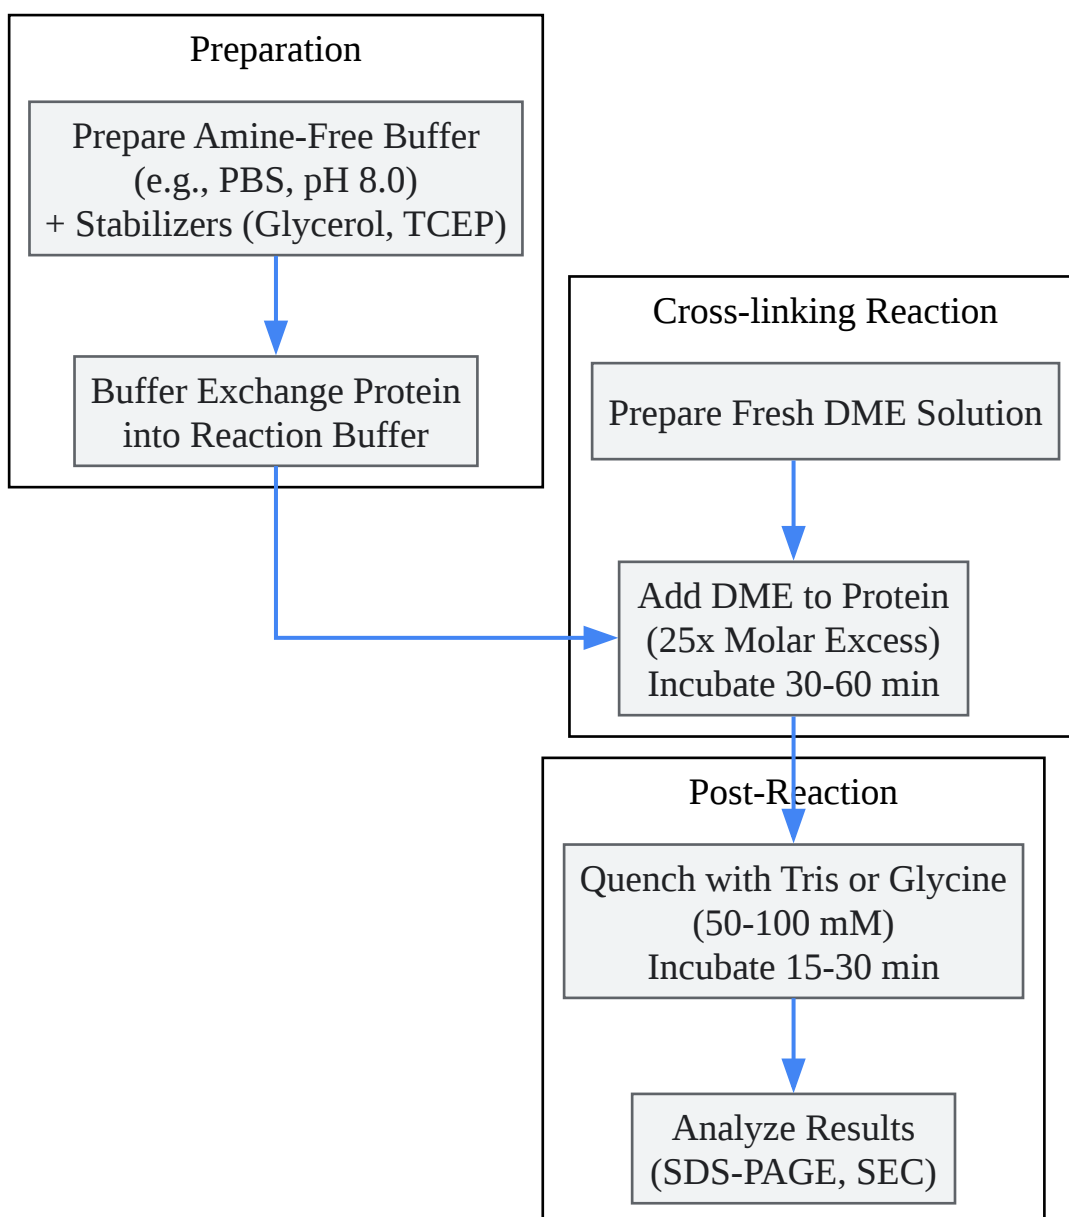 Preparation
Prepare Amine-Free Buffer
(e.g., PBS, pH 8.0)
+ Stabilizers (Glycerol, TCEP)
Buffer Exchange Protein
into Reaction Buffer
Cross-linking Reaction
Prepare Fresh DME Solution
Add DME to Protein
(25x Molar Excess)
Incubate 30-60 min
Post-Reaction
Quench with Tris or Glycine
(50-100 mM)
Incubate 15-30 min
Analyze Results
(SDS-PAGE, SEC)